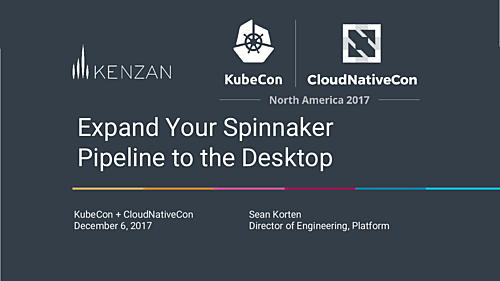 KENZAN
KubeCon
CloudNativeCon
North America 2017
Expand Your Spinnaker
Pipeline to the Desktop
KubeCon + CloudNativeCon
December 6, 2017
Sean Korten
Director of Engineering, Platform